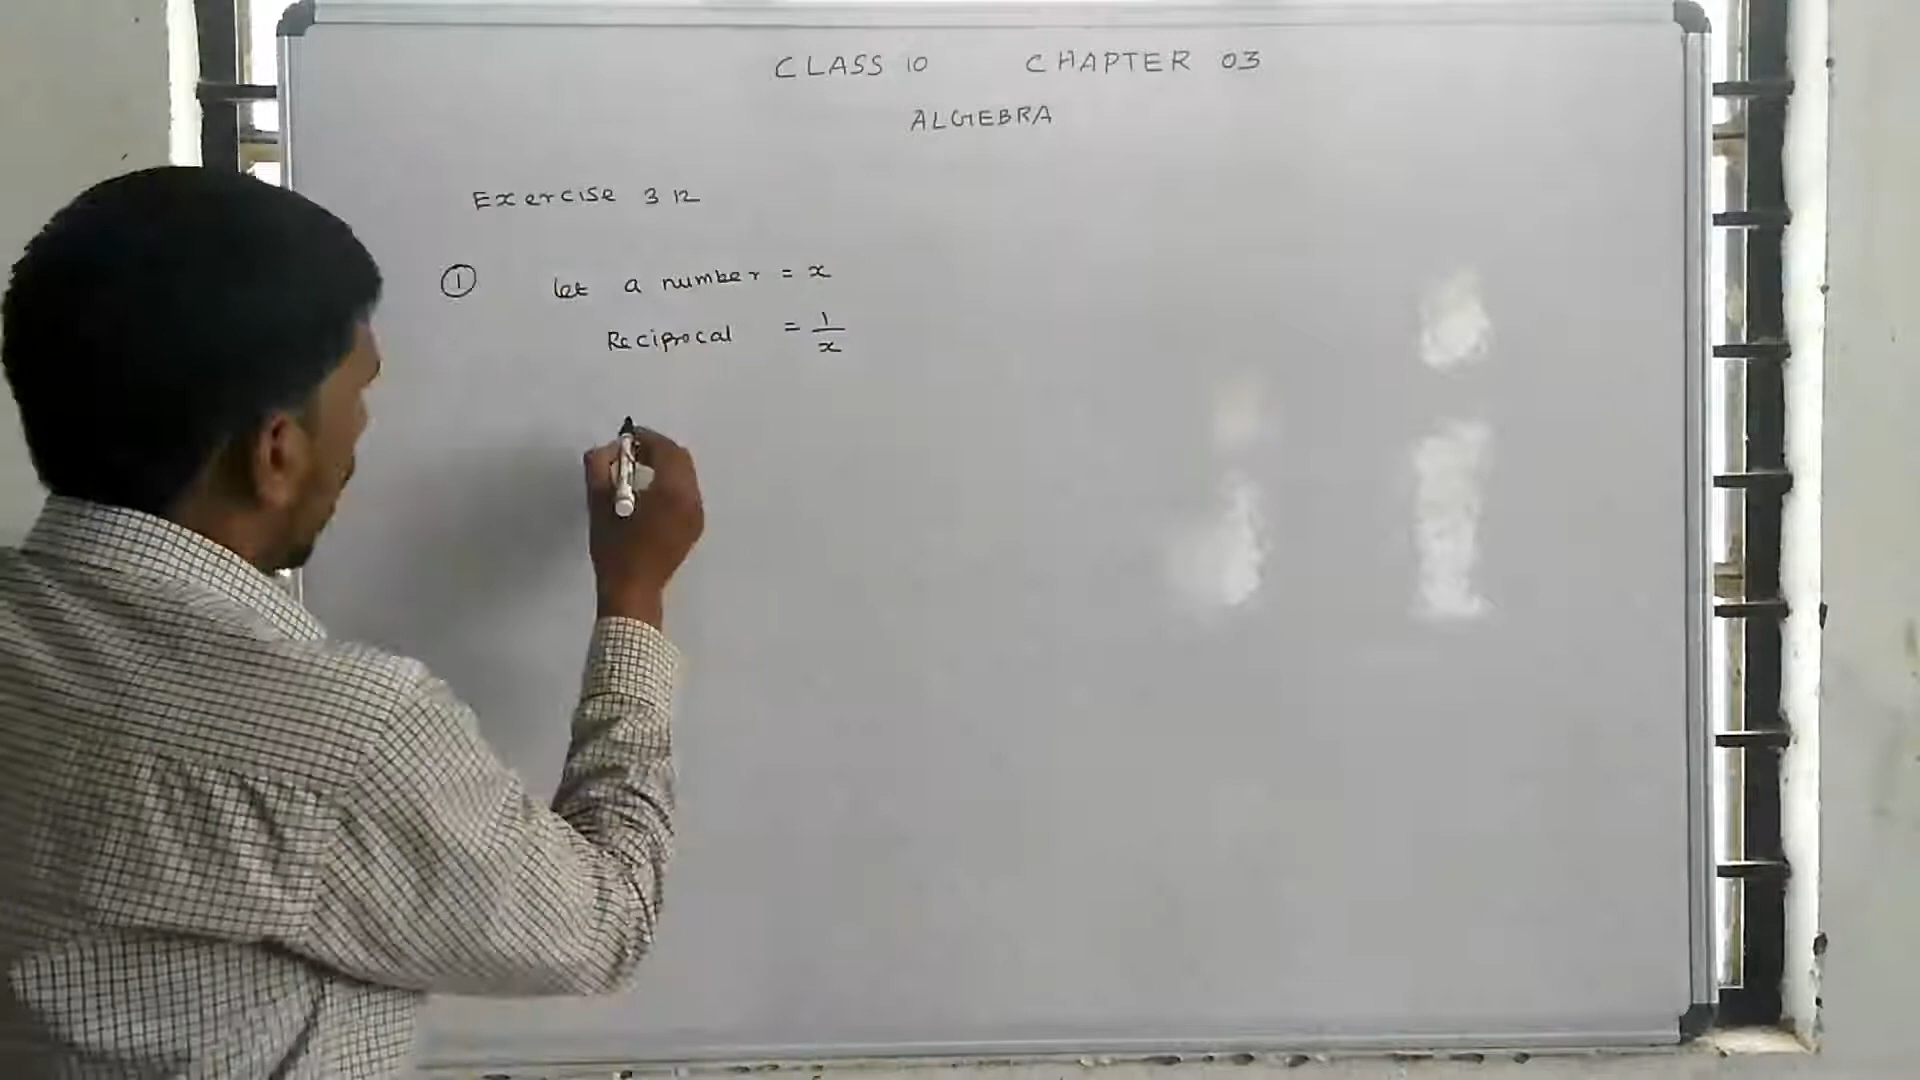 CLASS 10 CHAPTER 03
ALGEBRA
Exercise 3 12
① let a number = x
Reciprocal = 1/x